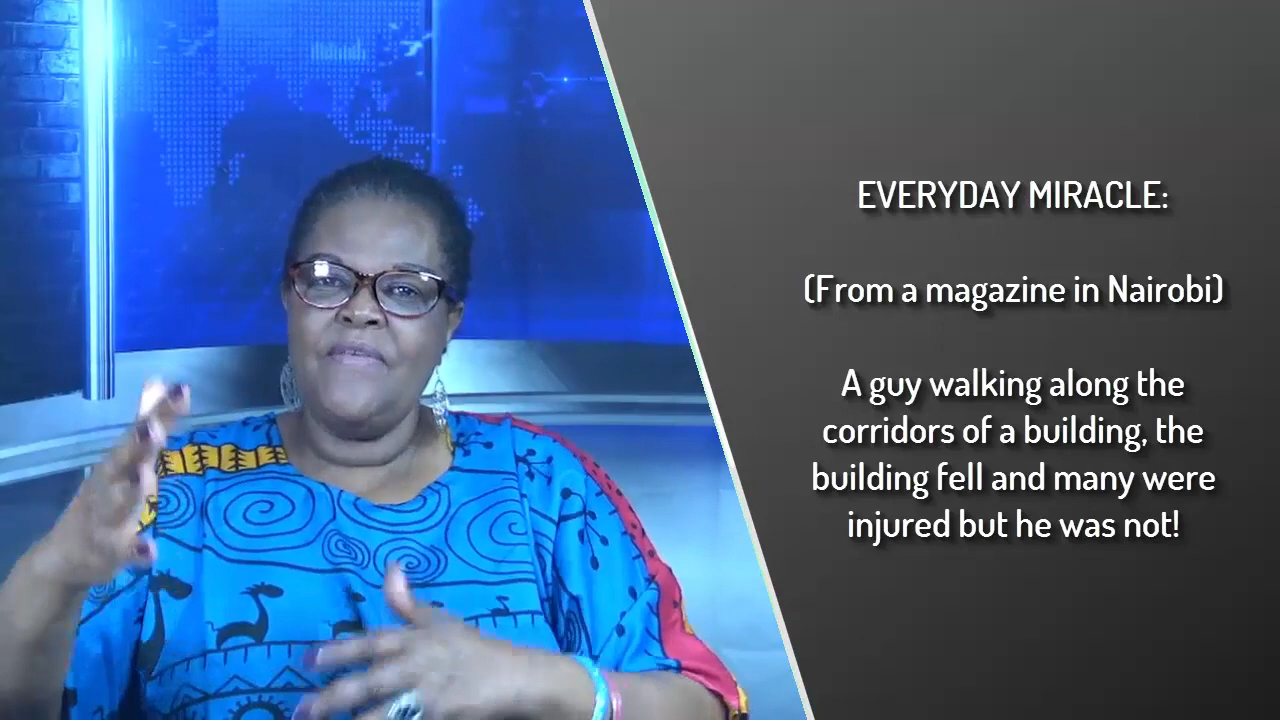 EVERYDAY MIRACLE:
(From a magazine in Nairobi)
A guy walking along the
corridors of a building, the
building fell and many were
injured but he was not!